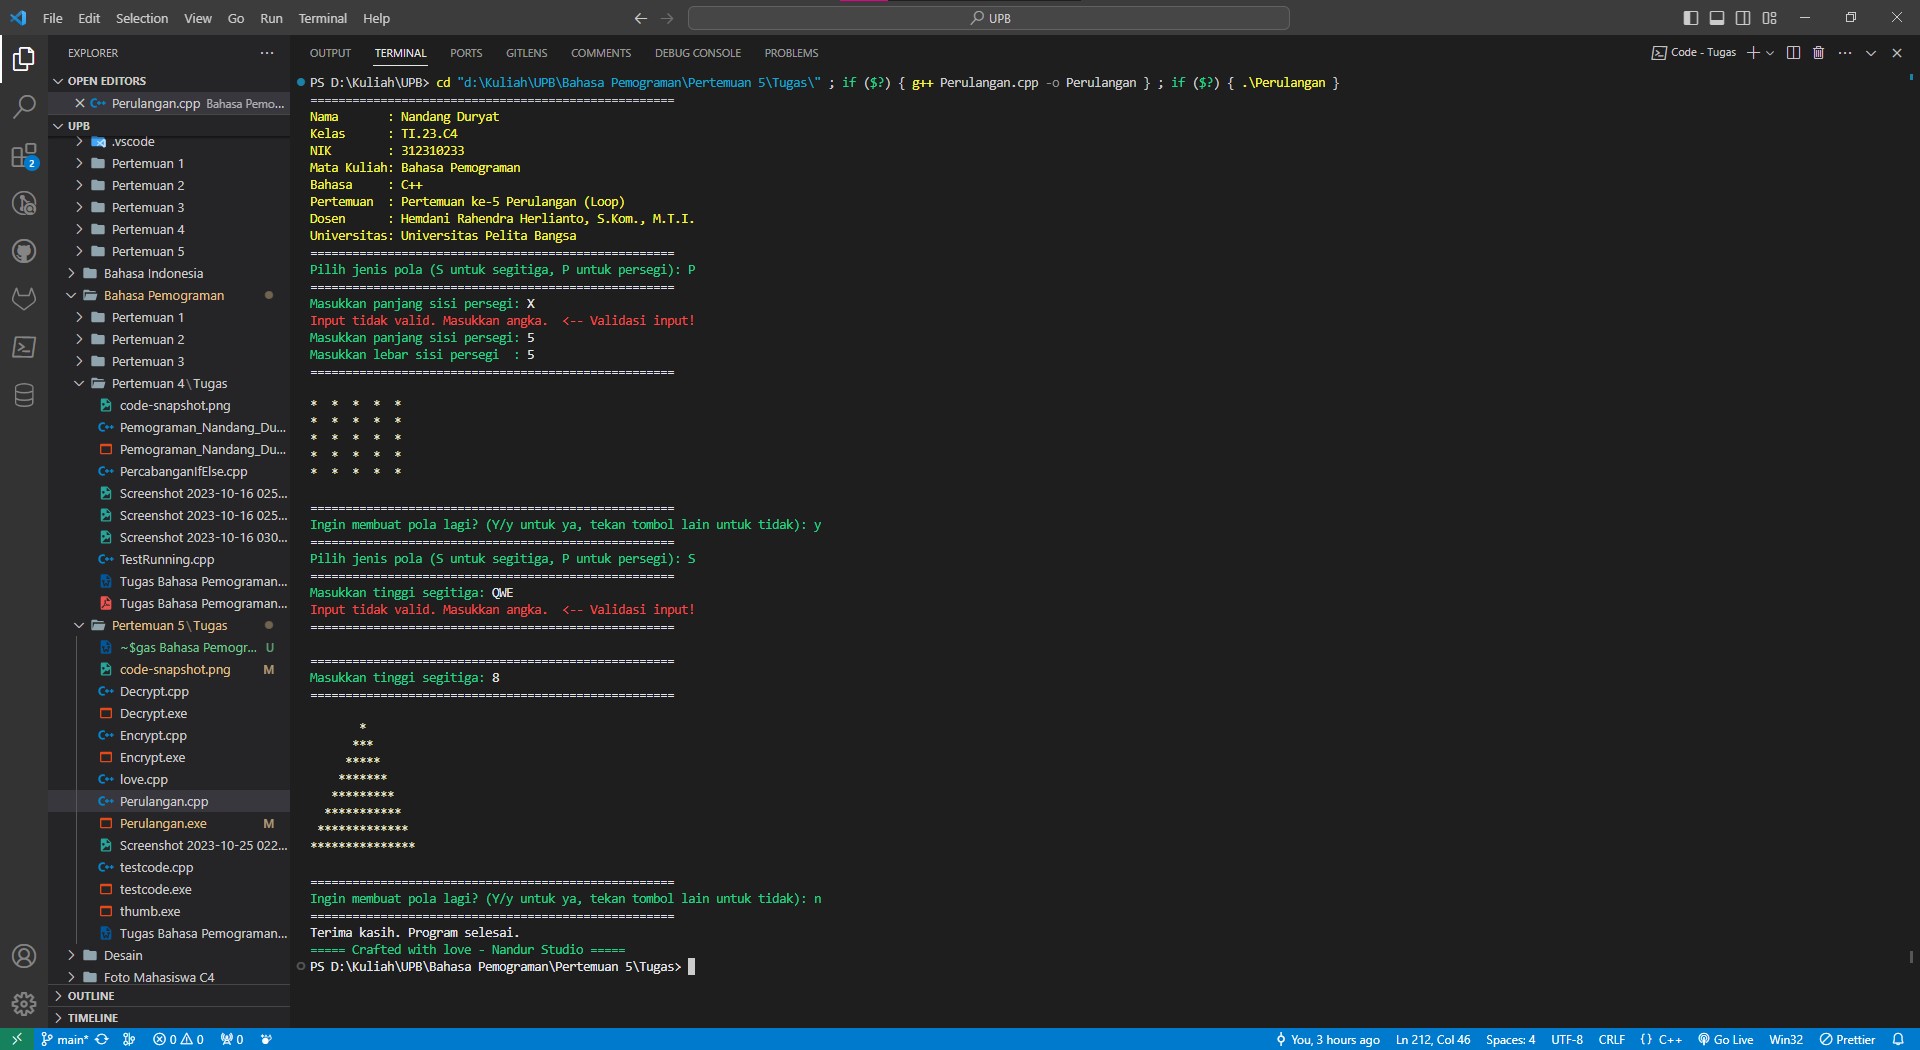 File Edit Selection View Go Run Terminal Help
UPB
EXPLORER
OPEN EDITORS
Perulangan.cpp Bahasa Pemo...
UPB
.vscode
Pertemuan 1
Pertemuan 2
Pertemuan 3
Pertemuan 4
Pertemuan 5
Bahasa Indonesia
Bahasa Pemograman
Pertemuan 1
Pertemuan 2
Pertemuan 3
Pertemuan 4\Tugas
code-snapshot.png
Pemograman_Nandang_Du...
Pemograman_Nandang_Du...
PercabanganIfElse.cpp
Screenshot 2023-10-16 025...
Screenshot 2023-10-16 025...
Screenshot 2023-10-16 030...
TestRunning.cpp
Tugas Bahasa Pemograman...
Tugas Bahasa Pemograman...
Pertemuan 5\Tugas
~$gas Bahasa Pemogr... U
code-snapshot.png M
Decrypt.cpp
Decrypt.exe
Encrypt.cpp
Encrypt.exe
love.cpp
Perulangan.cpp
Perulangan.exe M
Screenshot 2023-10-25 022...
testcode.cpp
testcode.exe
thumb.exe
Tugas Bahasa Pemograman...
Desain
Foto Mahasiswa C4
OUTLINE
TIMELINE
2
OUTPUT TERMINAL PORTS GITLENS COMMENTS DEBUG CONSOLE PROBLEMS
Code - Tugas
PS D:\Kuliah\UPB> cd "d:\Kuliah\UPB\Bahasa Pemograman\Pertemuan 5\Tugas\" ; if ($?) { g++ Perulangan.cpp -o Perulangan } ; if ($?) { .\Perulangan }
====================================================
Nama       : Nandang Duryat
Kelas      : TI.23.C4
NIK        : 312310233
Mata Kuliah: Bahasa Pemograman
Bahasa     : C++
Pertemuan  : Pertemuan ke-5 Perulangan (Loop)
Dosen      : Hemdani Rahendra Herlianto, S.Kom., M.T.I.
Universitas: Universitas Pelita Bangsa
====================================================
Pilih jenis pola (S untuk segitiga, P untuk persegi): P
====================================================
Masukkan panjang sisi persegi: X
Input tidak valid. Masukkan angka.  <-- Validasi input!
Masukkan panjang sisi persegi: 5
Masukkan lebar sisi persegi  : 5
====================================================
*  *  *  *  *
*  *  *  *  *
*  *  *  *  *
*  *  *  *  *
*  *  *  *  *
====================================================
Ingin membuat pola lagi? (Y/y untuk ya, tekan tombol lain untuk tidak): y
====================================================
Pilih jenis pola (S untuk segitiga, P untuk persegi): S
====================================================
Masukkan tinggi segitiga: QWE
Input tidak valid. Masukkan angka.  <-- Validasi input!
====================================================
====================================================
Masukkan tinggi segitiga: 8
====================================================
       *
      ***
     *****
    *******
   *********
  ***********
 *************
***************
====================================================
Ingin membuat pola lagi? (Y/y untuk ya, tekan tombol lain untuk tidak): n
====================================================
Terima kasih. Program selesai.
===== Crafted with love - Nandur Studio =====
PS D:\Kuliah\UPB\Bahasa Pemograman\Pertemuan 5\Tugas>
main* 0 0 0 You, 3 hours ago Ln 212, Col 46 Spaces: 4 UTF-8 CRLF {} C++ Go Live Win32 Prettier